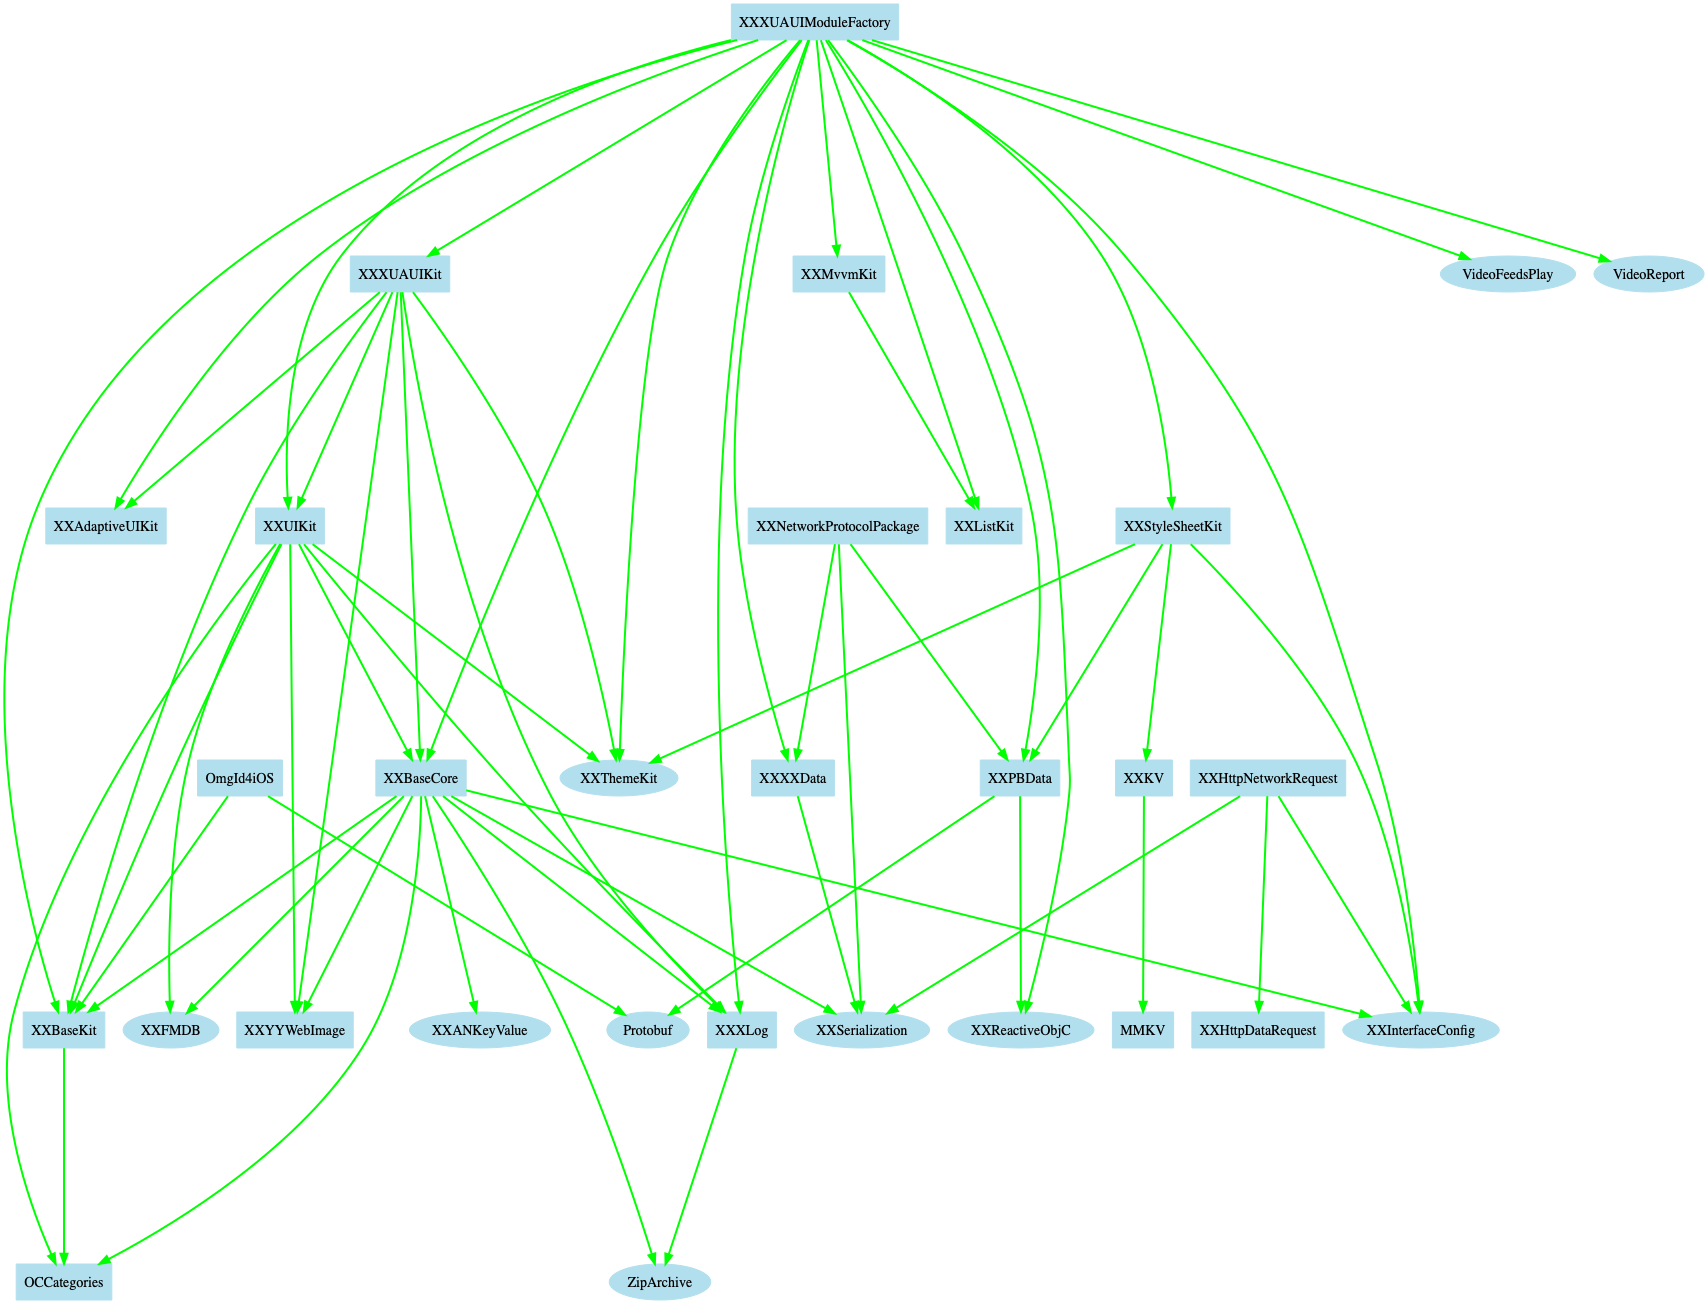 XXXUAUIModuleFactory
XXXUAUIKit
XXMvvmKit
VideoFeedsPlay
VideoReport
XXAdaptiveUIKit
XXUIKit
XXNetworkProtocolPackage
XXListKit
XXStyleSheetKit
OmgId4iOS
XXBaseCore
XXThemeKit
XXXXData
XXPBData
XXKV
XXHttpNetworkRequest
XXBaseKit
XXFMDB
XXYYWebImage
XXANKeyValue
Protobuf
XXXLog
XXSerialization
XXReactiveObjC
MMKV
XXHttpDataRequest
XXInterfaceConfig
OCCategories
ZipArchive